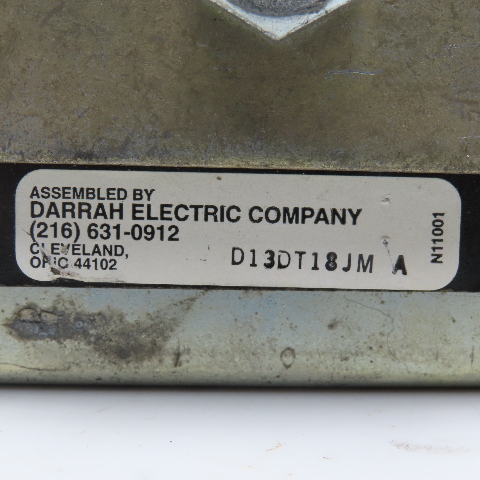 ASSEMBLED BY
DARRAH ELECTRIC COMPANY
(216) 631-0912
CLEVELAND,
OHIO 44102
D13DT18JM A
N11001